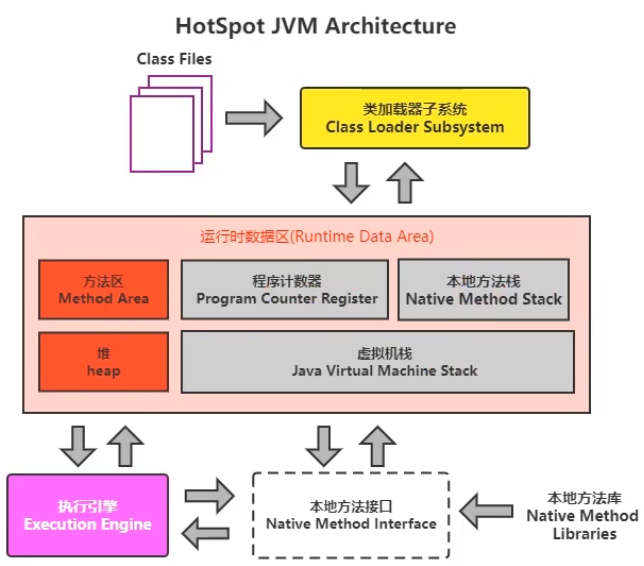 HotSpot JVM Architecture
Class Files
类加载器子系统
Class Loader Subsystem
运行时数据区(Runtime Data Area)
方法区
Method Area
程序计数器
Program Counter Register
本地方法栈
Native Method Stack
堆
heap
虚拟机栈
Java Virtual Machine Stack
执行引擎
Execution Engine
本地方法接口
Native Method Interface
本地方法库
Native Method
Libraries